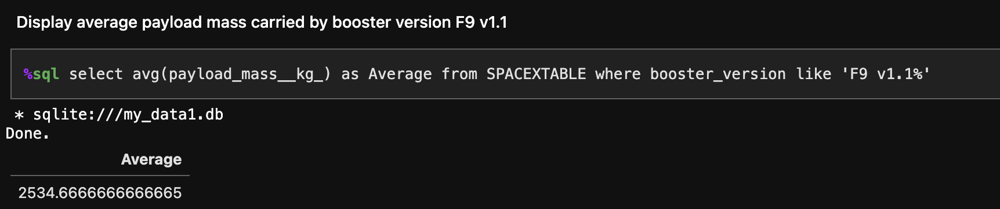 Display average payload mass carried by booster version F9 v1.1
%sql select avg(payload_mass__kg_) as Average from SPACEXTABLE where booster_version like 'F9 v1.1%'
* sqlite:///my_data1.db
Done.
Average
2534.6666666666665